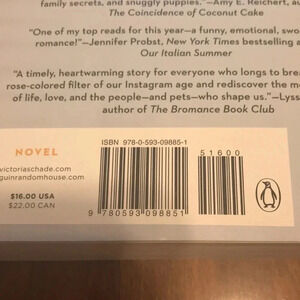 family secrets, and snuggly puppies."—Amy E. Reichert, au
The Coincidence of Coconut Cake
"One of my top reads for this year—a funny, emotional, swo
romance!"—Jennifer Probst, New York Times bestselling a
Our Italian Summer
"A timely, heartwarming story for everyone who longs to bre
rose-colored filter of our Instagram age and rediscover the mes
of life, love, and the people—and pets—who shape us."—Lyss
author of The Bromance Book Club
NOVEL
victoriaschade.com
guinrandomhouse.com
$16.00 USA
$22.00 CAN
ISBN 978-0-593-09885-1
51600
9 780593 098851